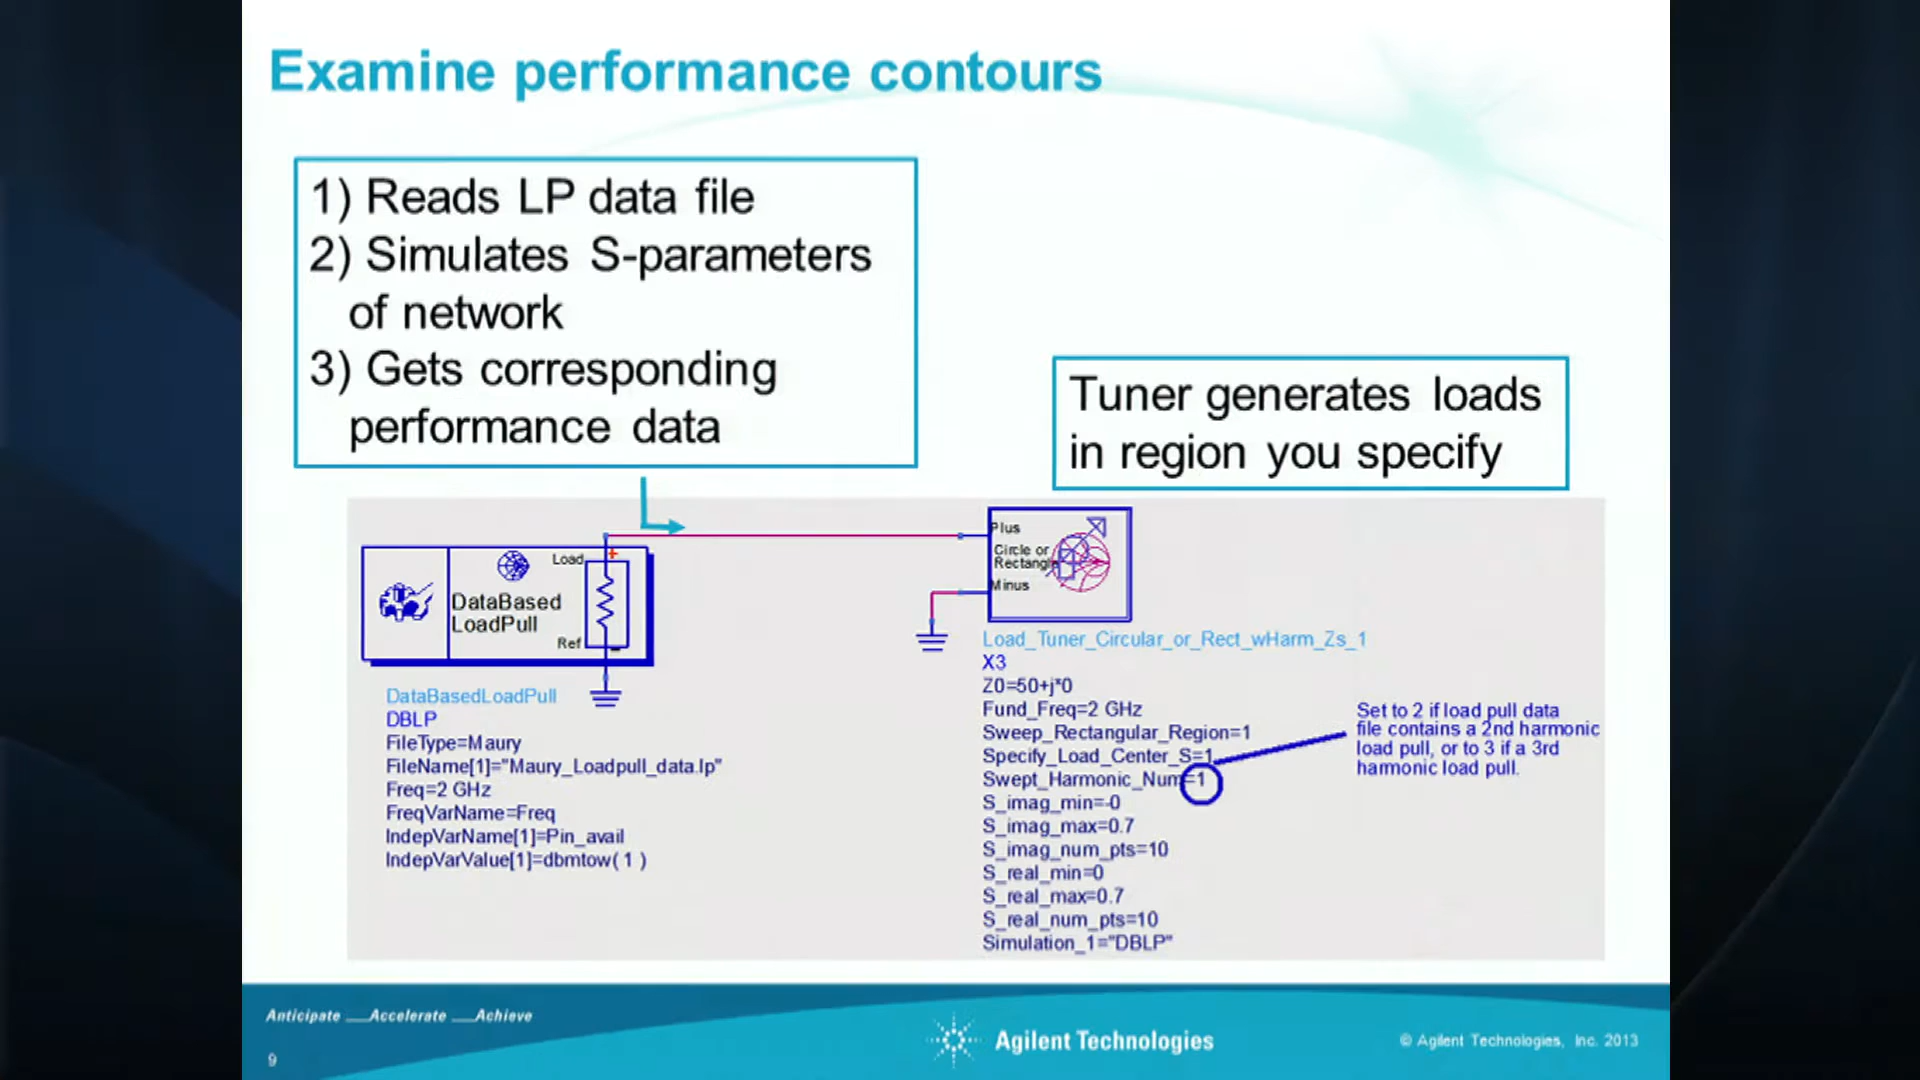 Examine performance contours
1) Reads LP data file
2) Simulates S-parameters
of network
3) Gets corresponding
performance data
Tuner generates loads
in region you specify
Load
DataBased
LoadPull
Ref
Plus
Circle or
Rectangle
Minus
DataBasedLoadPull
DBLP
FileType=Maury
FileName[1]="Maury_Loadpull_data.lp"
Freq=2 GHz
FreqVarName=Freq
IndepVarName[1]=Pin_avail
IndepVarValue[1]=dbmtow( 1 )
Load_Tuner_Circular_or_Rect_wHarm_Zs_1
X3
Z0=50+j*0
Fund_Freq=2 GHz
Sweep_Rectangular_Region=1
Specify_Load_Center_S=1
Swept_Harmonic_Num=1
S_imag_min=-0
S_imag_max=0.7
S_imag_num_pts=10
S_real_min=0
S_real_max=0.7
S_real_num_pts=10
Simulation_1="DBLP"
Set to 2 if load pull data
file contains a 2nd harmonic
load pull, or to 3 if a 3rd
harmonic load pull.
Anticipate __Accelerate __Achieve
Agilent Technologies
© Agilent Technologies, Inc. 2013
9